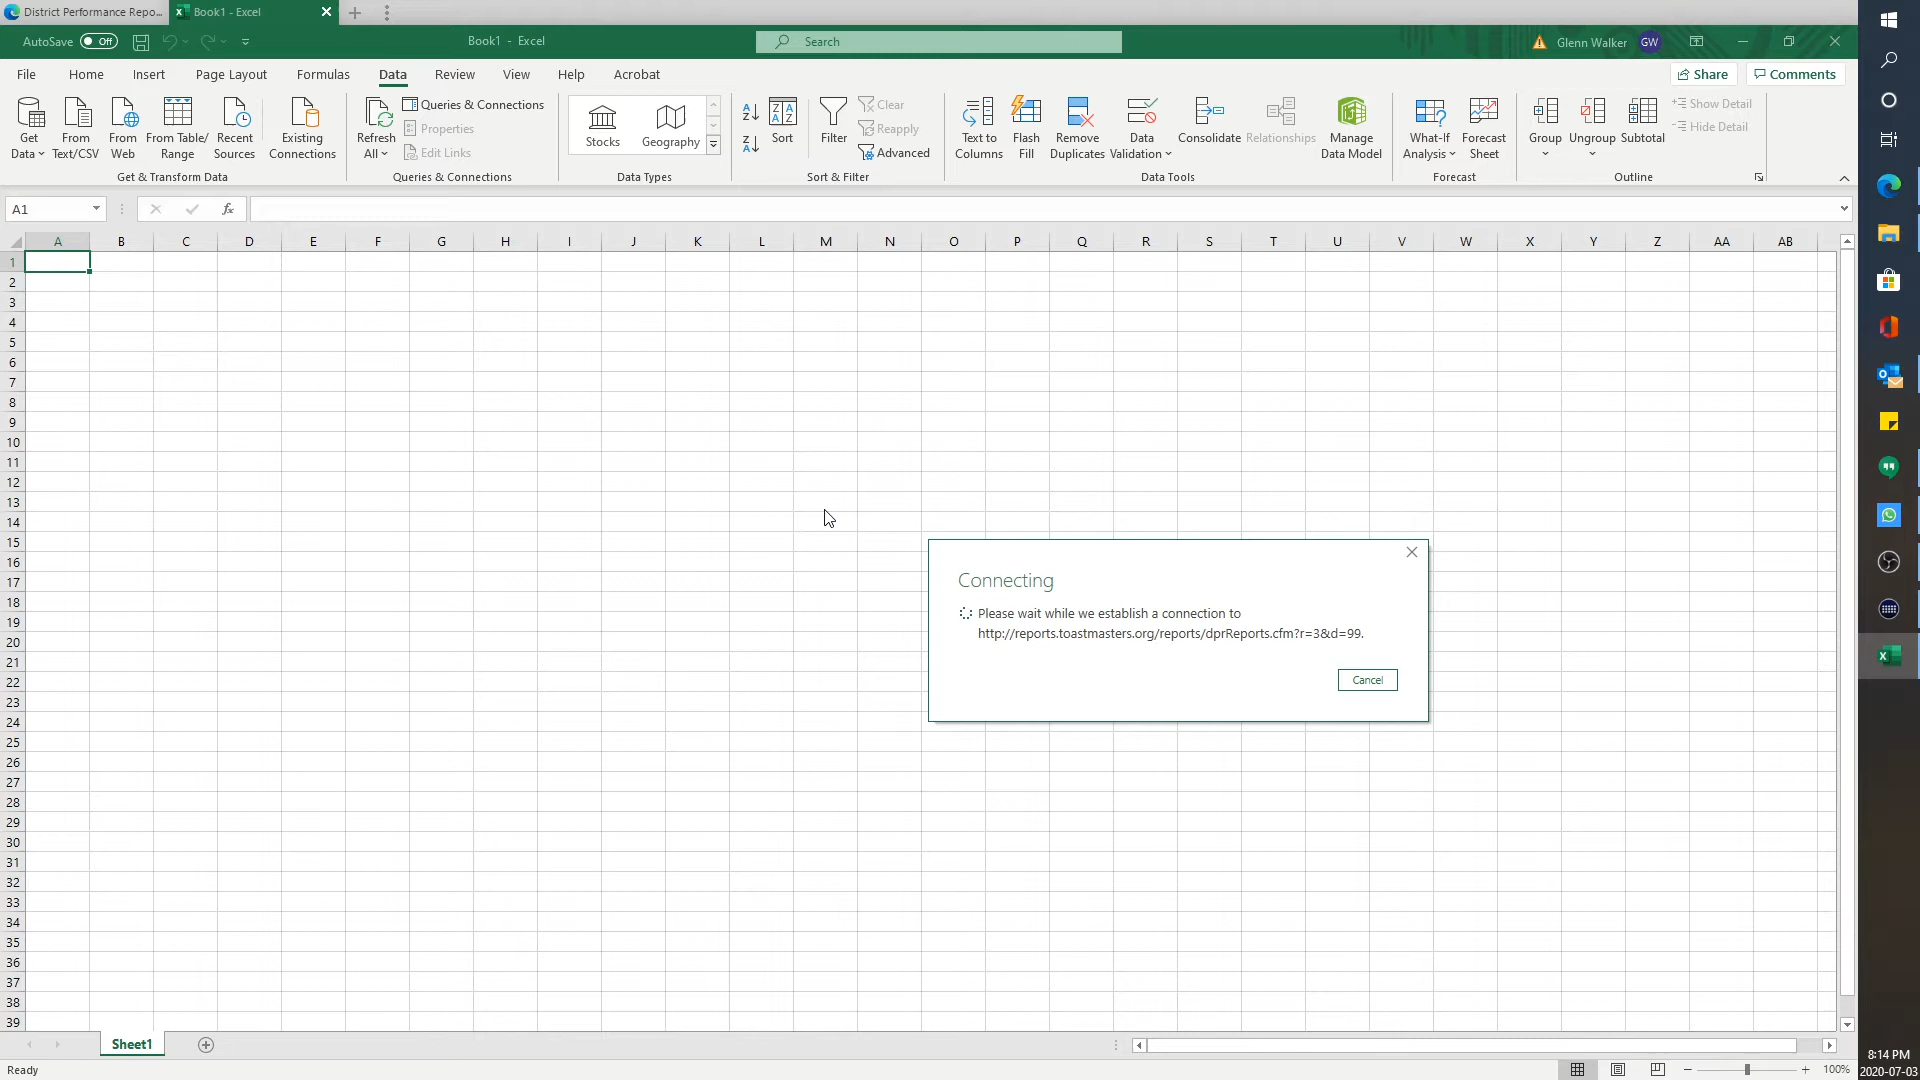 District Performance Repo...
Book1 - Excel
AutoSave Off
Book1 - Excel
Search
Glenn Walker GW
File Home Insert Page Layout Formulas Data Review View Help Acrobat
Share Comments
Get Data
From Text/CSV
From Web
From Table/ Range
Recent Sources
Existing Connections
Get & Transform Data
Refresh All
Queries & Connections
Properties
Edit Links
Queries & Connections
Stocks
Geography
Data Types
Sort
Filter
Clear
Reapply
Advanced
Sort & Filter
Text to Columns
Flash Fill
Remove Duplicates
Data Validation
Consolidate
Relationships
Manage Data Model
Data Tools
What-If Analysis
Forecast Sheet
Forecast
Group
Ungroup
Subtotal
Show Detail
Hide Detail
Outline
A1
fx
A B C D E F G H I J K L M N O P Q R S T U V W X Y Z AA AB
1
2
3
4
5
6
7
8
9
10
11
12
13
14
15
16
17
18
19
20
21
22
23
24
25
26
27
28
29
30
31
32
33
34
35
36
37
38
39
Connecting
Please wait while we establish a connection to
http://reports.toastmasters.org/reports/dprReports.cfm?r=3&d=99.
Cancel
Sheet1
Ready
100%
8:14 PM
2020-07-03